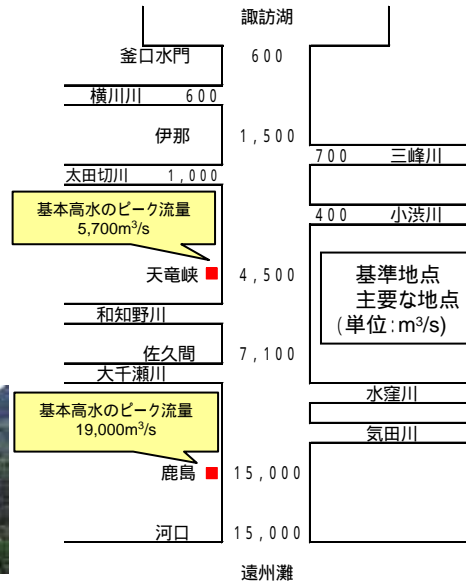 諏訪湖
釜口水門 600
横川川 600
伊那 1,500
700 三峰川
太田切川 1,000
400 小渋川
基本高水のピーク流量
5,700m³/s
天竜峡 ■ 4,500
基準地点
主要な地点
(単位:m³/s)
和知野川
佐久間 7,100
大千瀬川
水窪川
基本高水のピーク流量
19,000m³/s
気田川
鹿島 ■ 15,000
河口 15,000
遠州灘